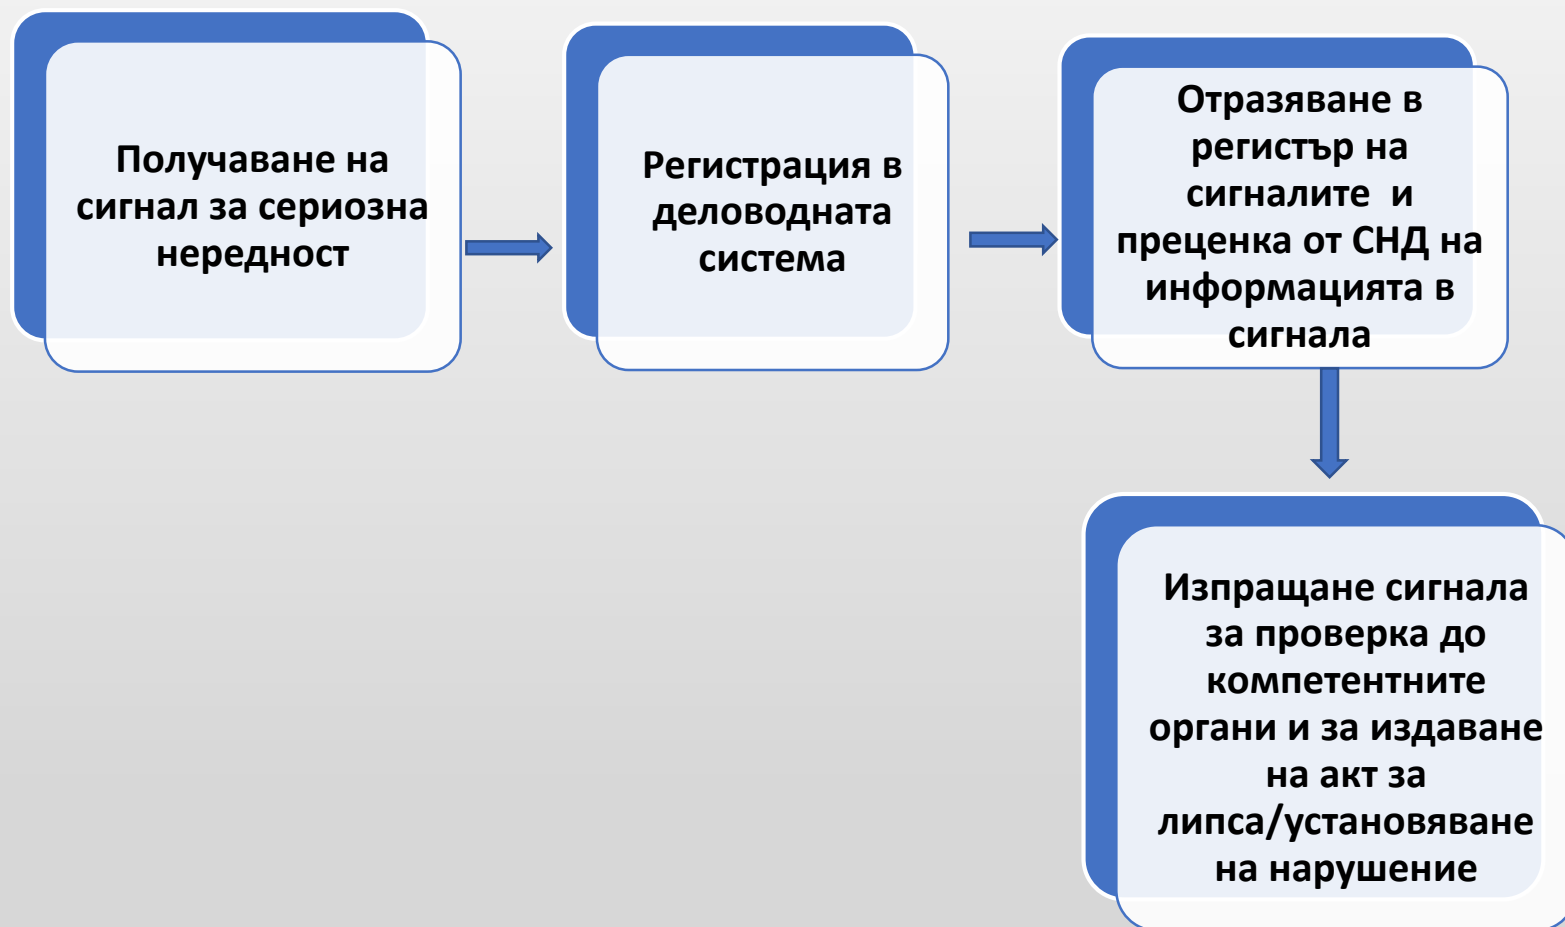 Получаване на
сигнал за сериозна
нередност
Регистрация в
деловодната
система
Отразяване в
регистър на
сигналите и
преценка от СНД на
информацията в
сигнала
Изпращане сигнала
за проверка до
компетентните
органи и за издаване
на акт за
липса/установяване
на нарушение